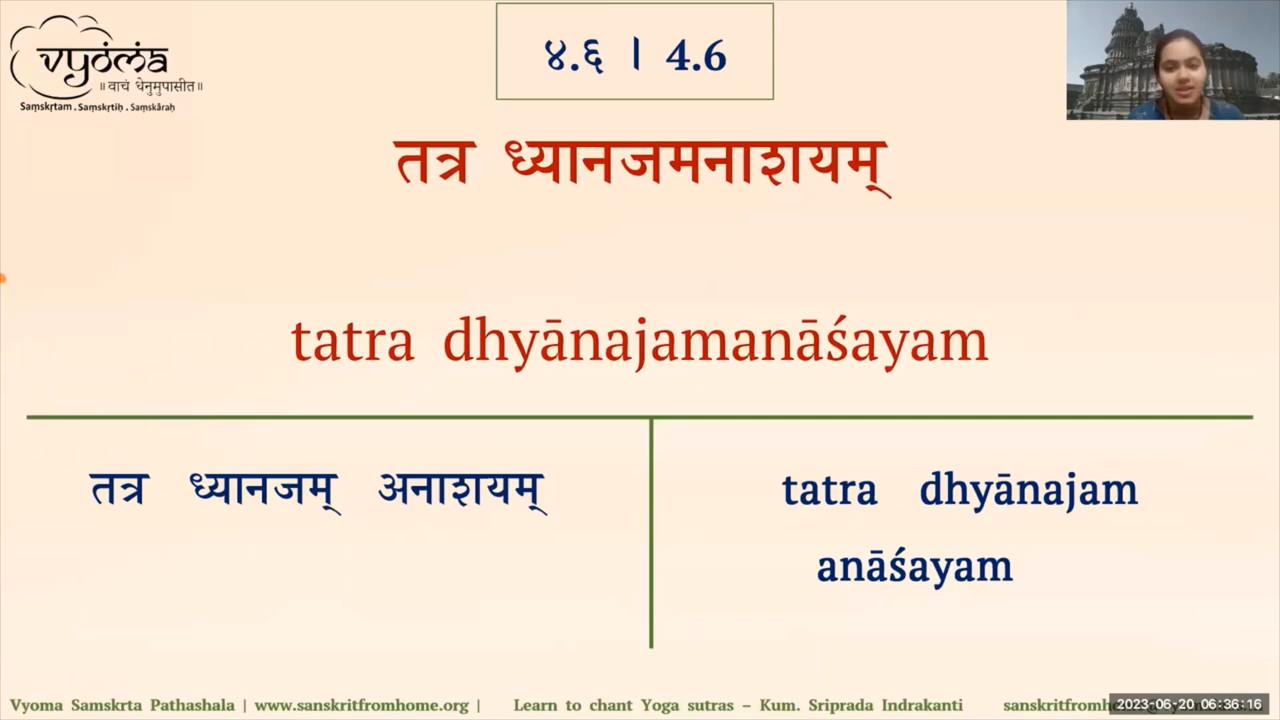 vyoma
॥वाचं धेनुमुपासीत॥
Saṃskṛtam . Saṃskṛtiḥ . Saṃskāraḥ
४.६ । 4.6
तत्र ध्यानजमनाशयम्
tatra dhyānajamanāśayam
तत्र ध्यानजम् अनाशयम्
tatra dhyānajam
anāśayam
Vyoma Samskrta Pathashala | www.sanskritfromhome.org | Learn to chant Yoga sutras – Kum. Sriprada Indrakanti
2023-06-20 06:36:16